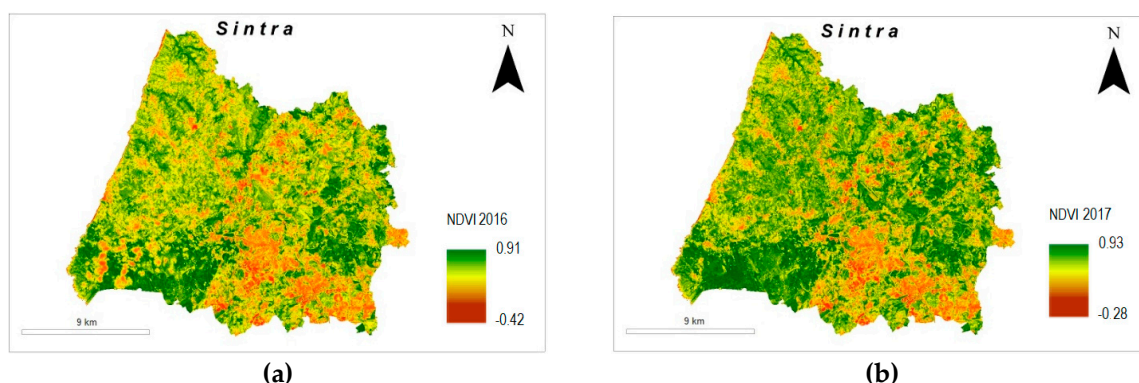 Sintra
N
NDVI 2016
0.91
-0.42
9 km
(a)
Sintra
N
NDVI 2017
0.93
-0.28
9 km
(b)